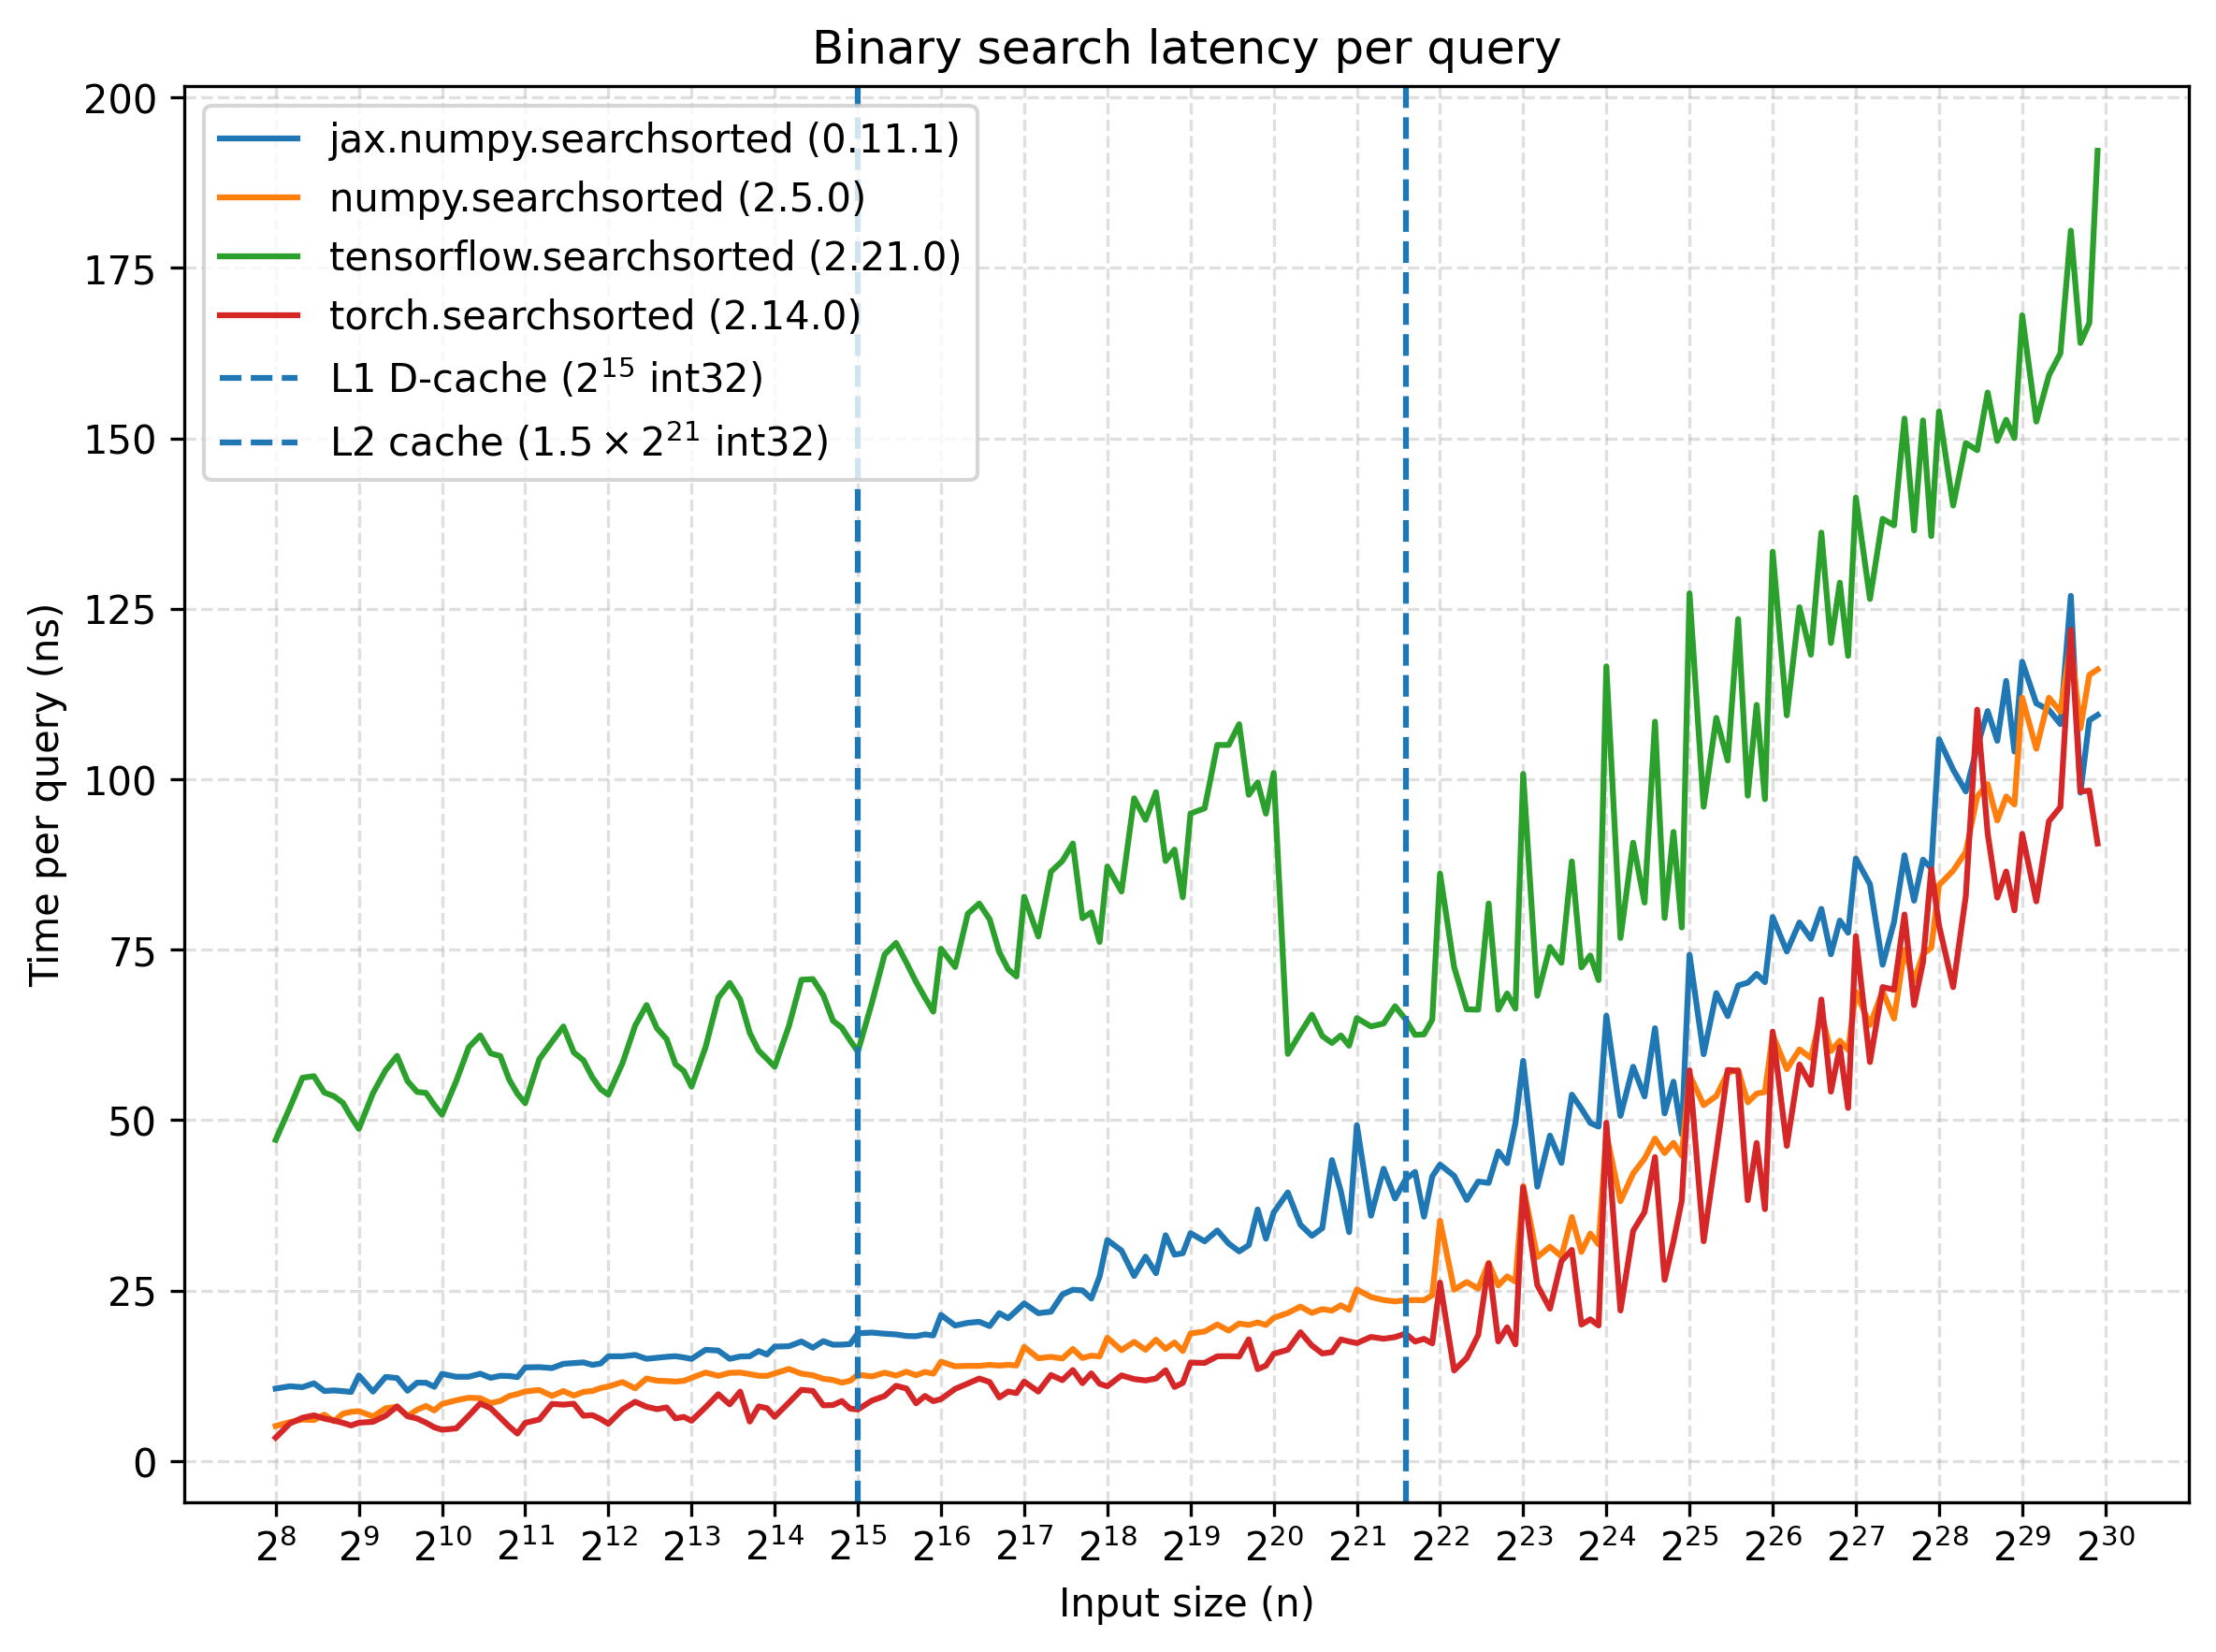 Binary search latency per query
200
175
150
125
100
75
50
25
0
Time per query (ns)
jax.numpy.searchsorted (0.11.1)
numpy.searchsorted (2.5.0)
tensorflow.searchsorted (2.21.0)
torch.searchsorted (2.14.0)
L1 D-cache (2¹⁵ int32)
L2 cache (1.5 × 2²¹ int32)
2⁸ 2⁹ 2¹⁰ 2¹¹ 2¹² 2¹³ 2¹⁴ 2¹⁵ 2¹⁶ 2¹⁷ 2¹⁸ 2¹⁹ 2²⁰ 2²¹ 2²² 2²³ 2²⁴ 2²⁵ 2²⁶ 2²⁷ 2²⁸ 2²⁹ 2³⁰
Input size (n)